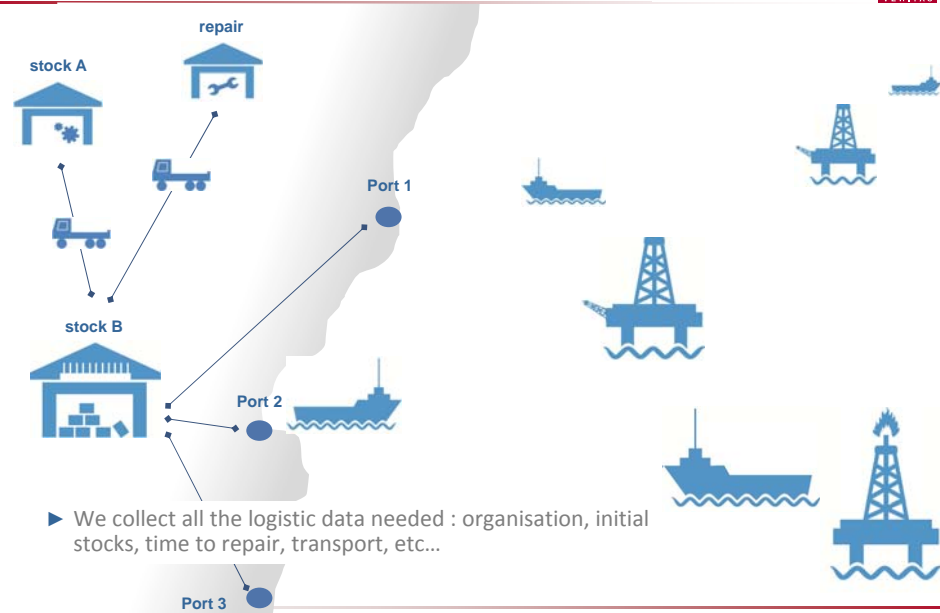 repair
stock A
Port 1
stock B
Port 2
► We collect all the logistic data needed : organisation, initial
stocks, time to repair, transport, etc…
Port 3